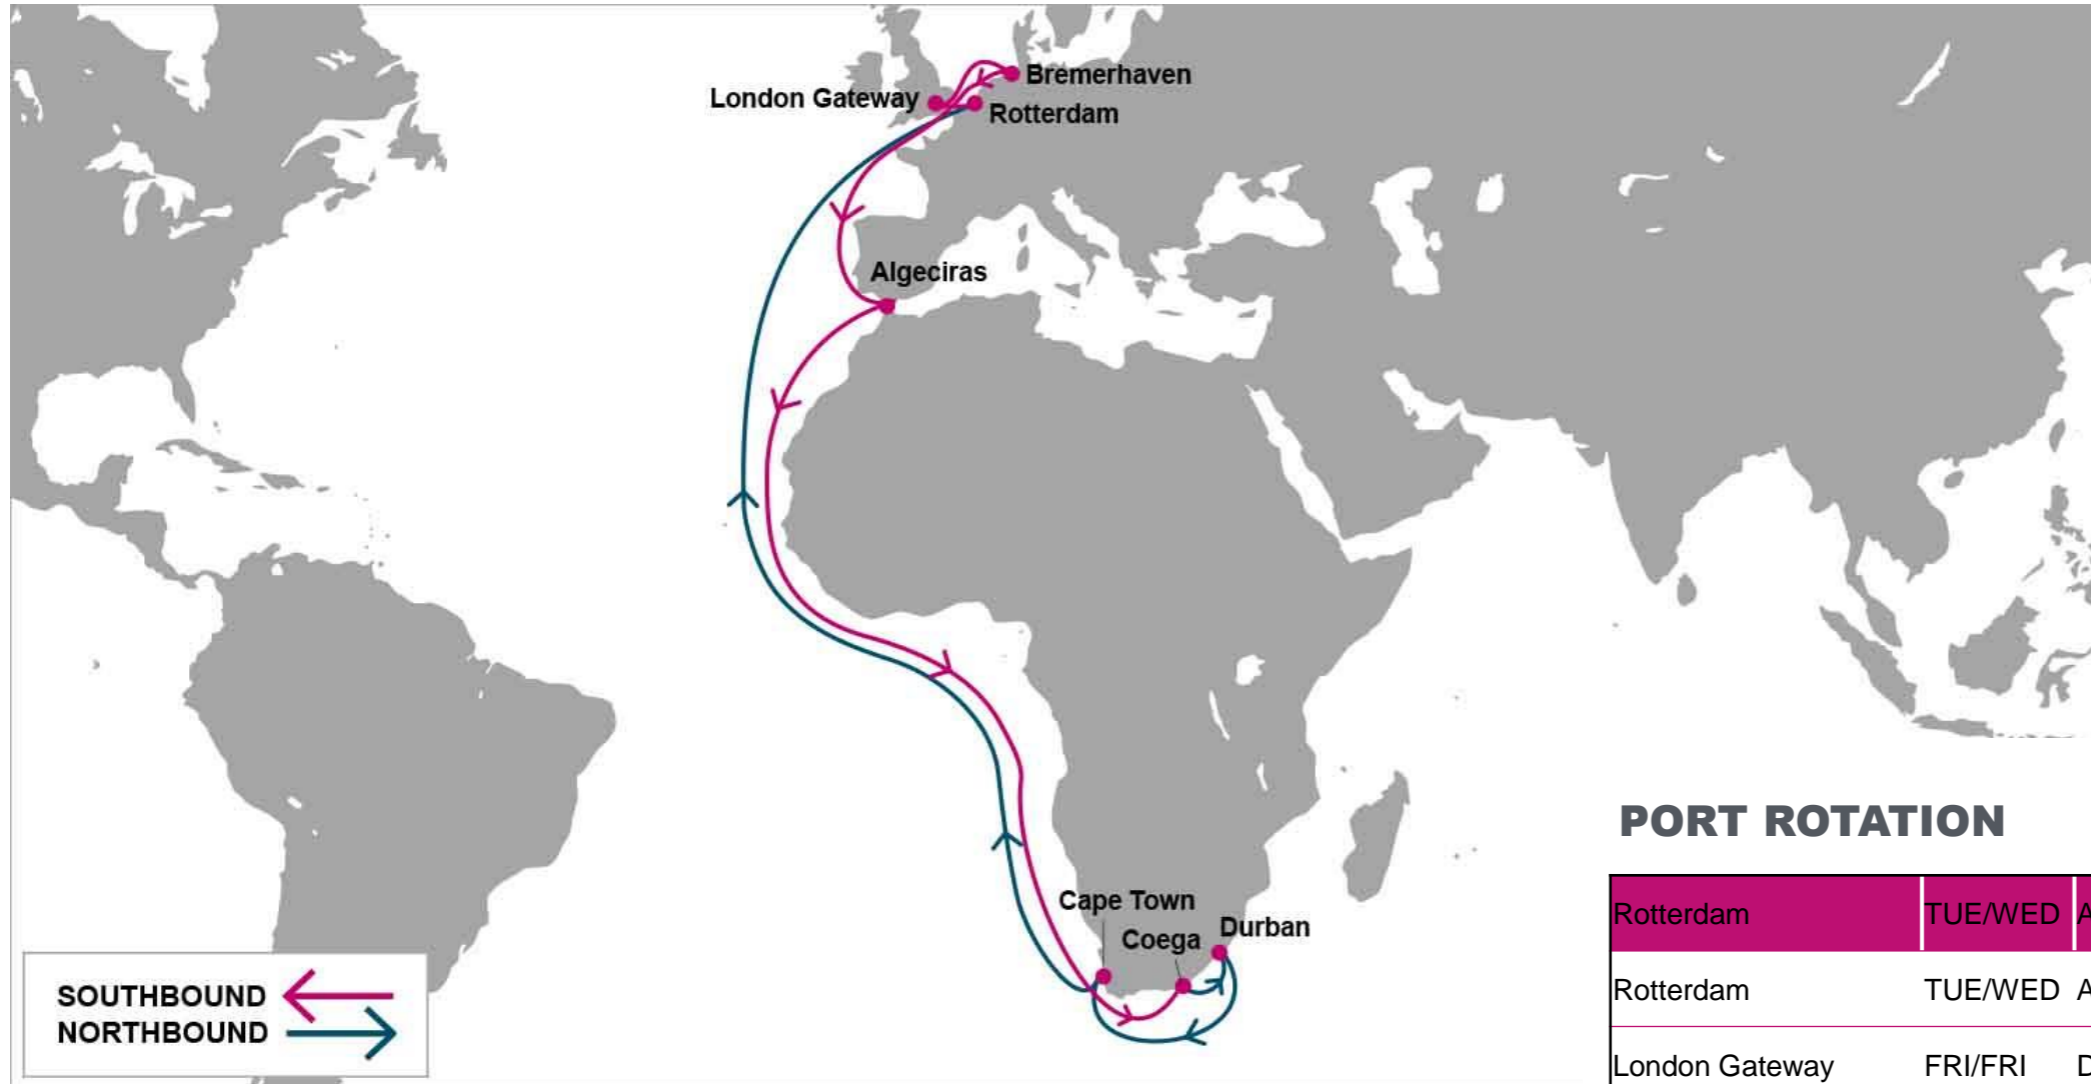 Bremerhaven
London Gateway
Rotterdam
Algeciras
Cape Town
Coega
Durban
SOUTHBOUND
NORTHBOUND
PORT ROTATION
Rotterdam TUE/WED
Rotterdam TUE/WED
London Gateway FRI/FRI